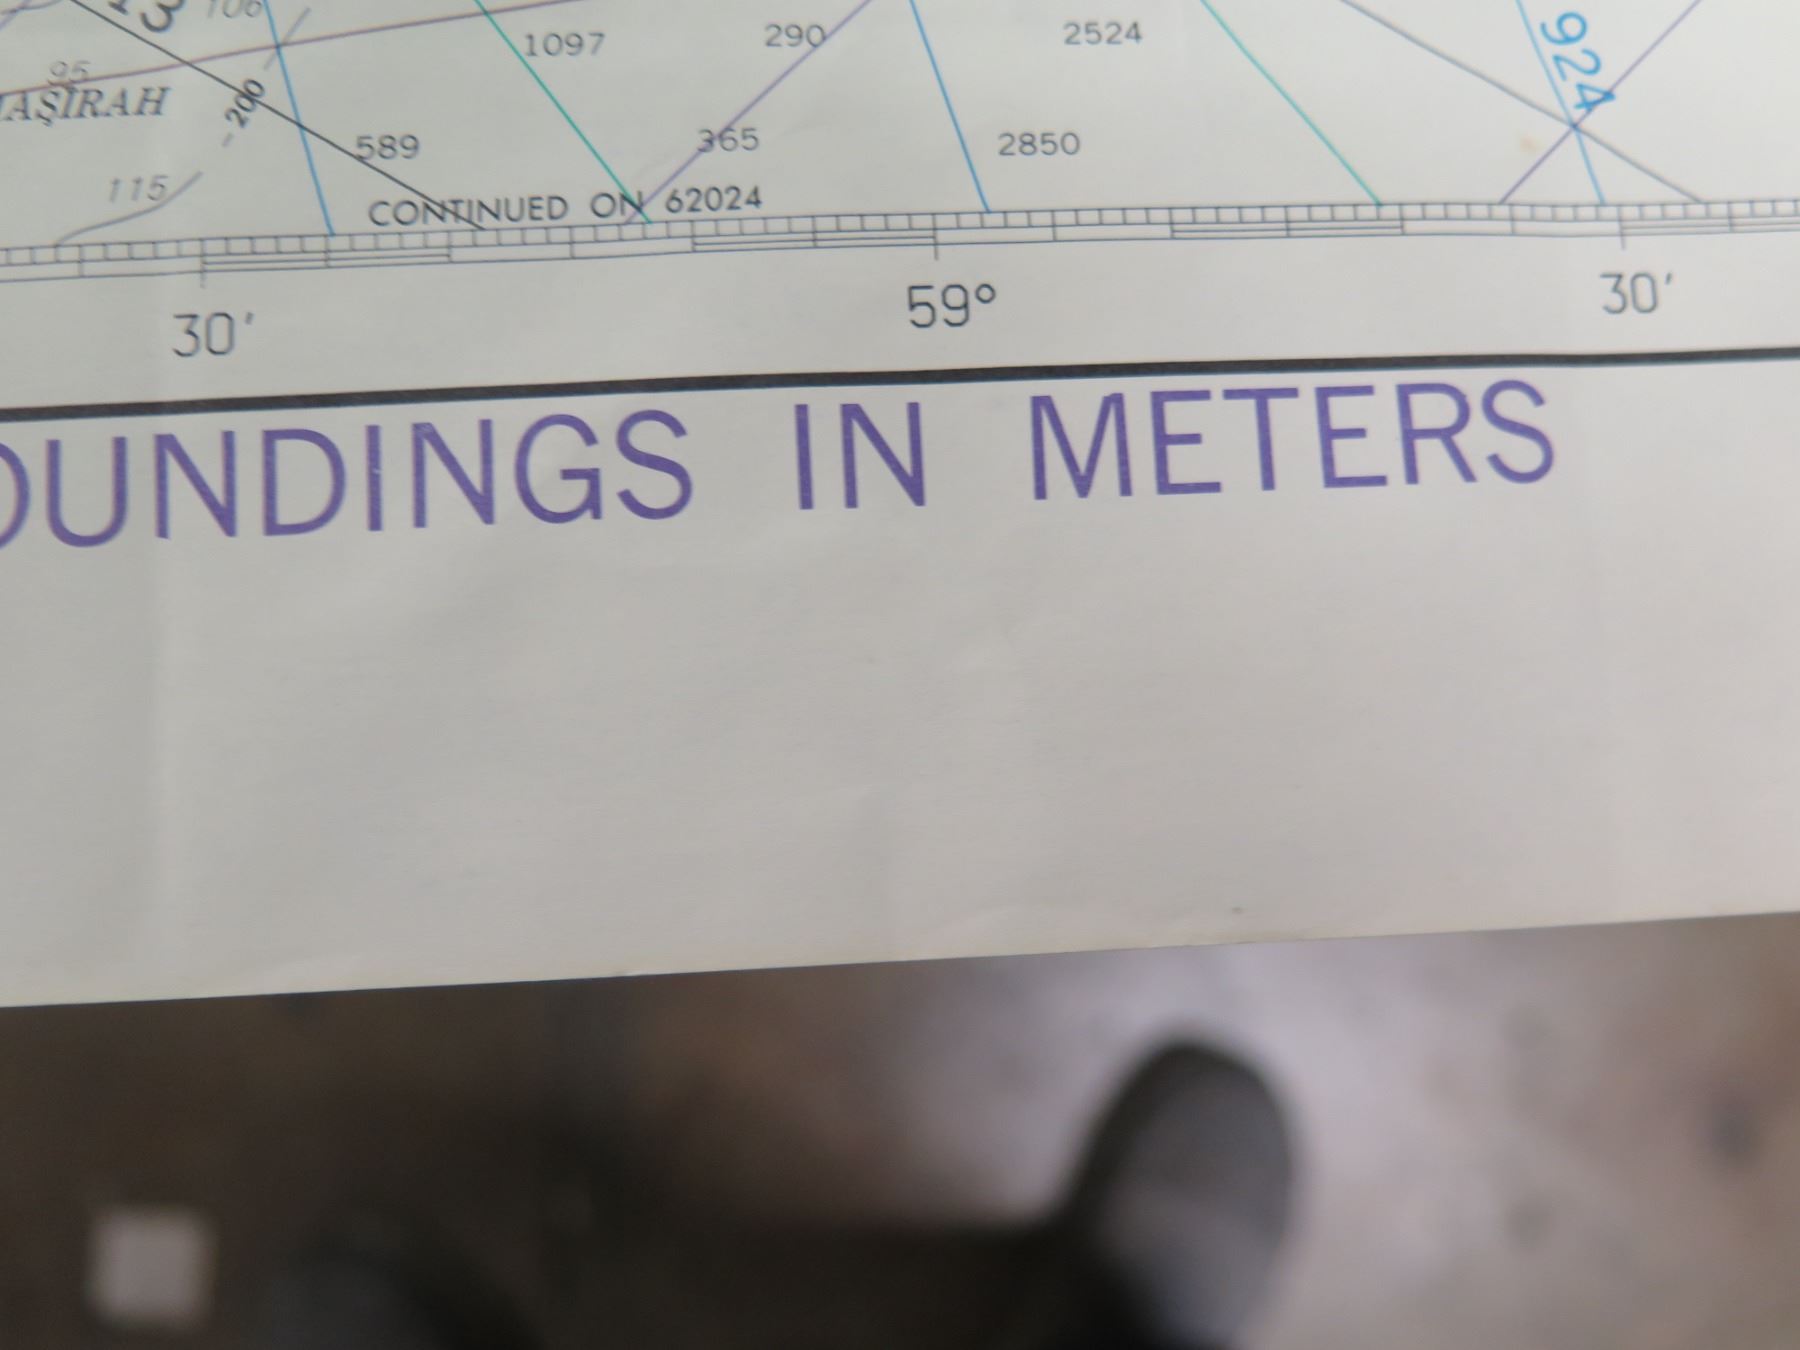 106
1097 290 2524 924
95
AṢĪRAH 200
589 365 2850
115
CONTINUED ON 62024
30′ 59° 30′
OUNDINGS IN METERS